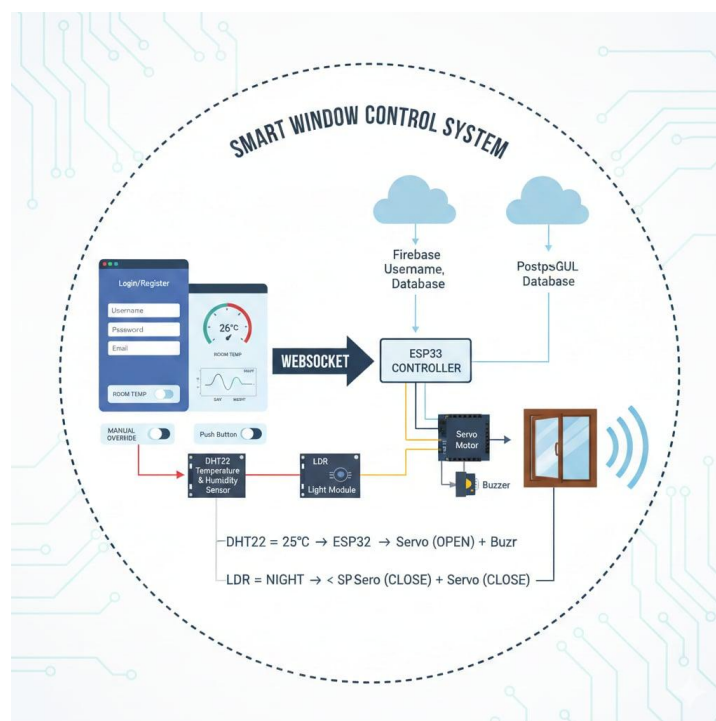 SMART WINDOW CONTROL SYSTEM
Firebase
Username,
Database
PostpsGUL
Database
Login/Register
Username
Pssword
Email
ROOM TEMP
26°C
ROOM TEMP
DAY
WEBSOCKET
ESP33
CONTROLLER
MANUAL
OVERRIDE
Push Button
DHT22
Temperature
& Humidity
Sensor
LDR
Light Module
Servo
Motor
Buzzer
DHT22 = 25°C → ESP32 → Servo (OPEN) + Buzr
LDR = NIGHT → < SPSero (CLOSE) + Servo (CLOSE)